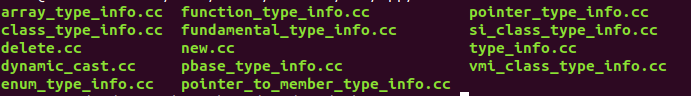 array_type_info.cc function_type_info.cc pointer_type_info.cc
class_type_info.cc fundamental_type_info.cc si_class_type_info.cc
delete.cc new.cc type_info.cc
dynamic_cast.cc pbase_type_info.cc vmi_class_type_info.cc
enum_type_info.cc pointer_to_member_type_info.cc